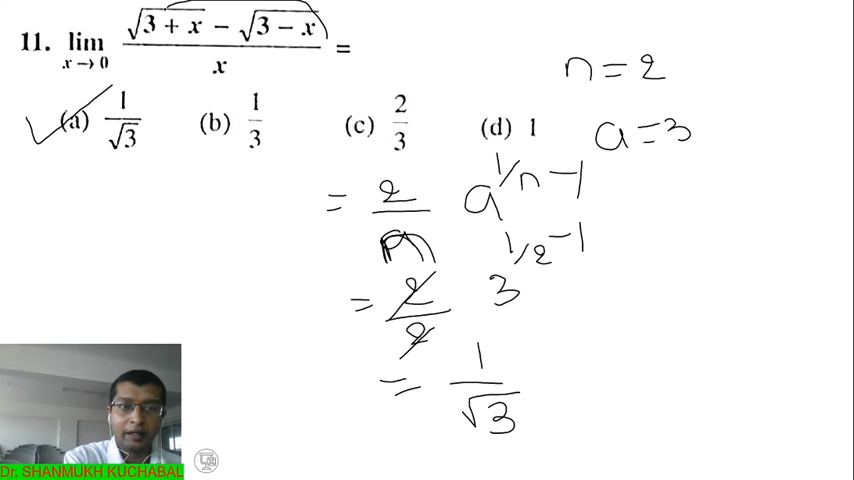 11. lim x→0 (√(3 + x) − √(3 − x)) / x =
(a) 1/√3 (b) 1/3 (c) 2/3 (d) 1
n = 2
a = 3
= 2/n a^(1/n − 1)
= 2/2 3^(1/2 − 1)
= 1/√3
Dr. SHANMUKH KUCHABAL